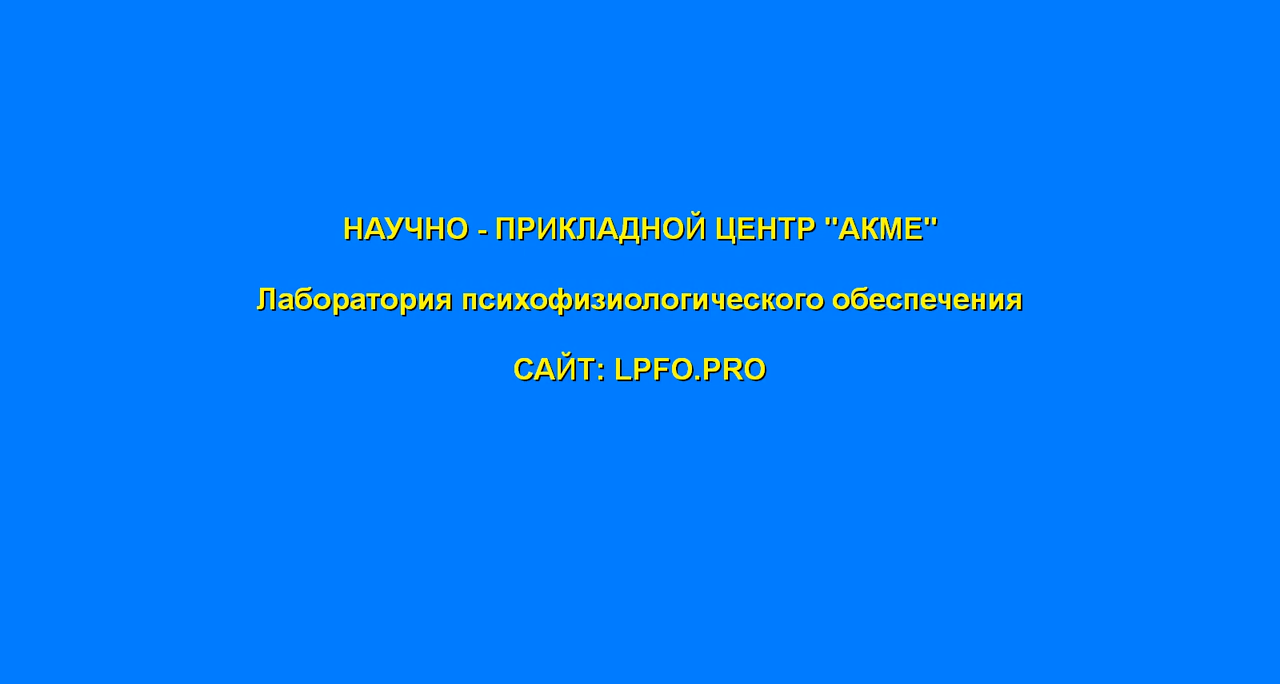 НАУЧНО - ПРИКЛАДНОЙ ЦЕНТР "АКМЕ"
Лаборатория психофизиологического обеспечения
САЙТ: LPFO.PRO